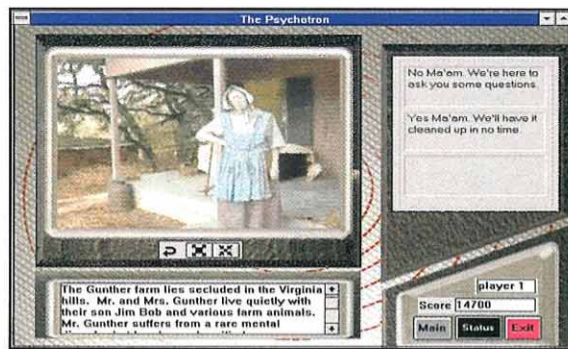 The Psychotron
No Ma'am. We're here to
ask you some questions.
Yes Ma'am. We'll have it
cleaned up in no time.
The Gunther farm lies secluded in the Virginia
hills. Mr. and Mrs. Gunther live quietly with
their son Jim Bob and various farm animals.
Mr. Gunther suffers from a rare mental
player 1
Score 14700
Main Status Exit